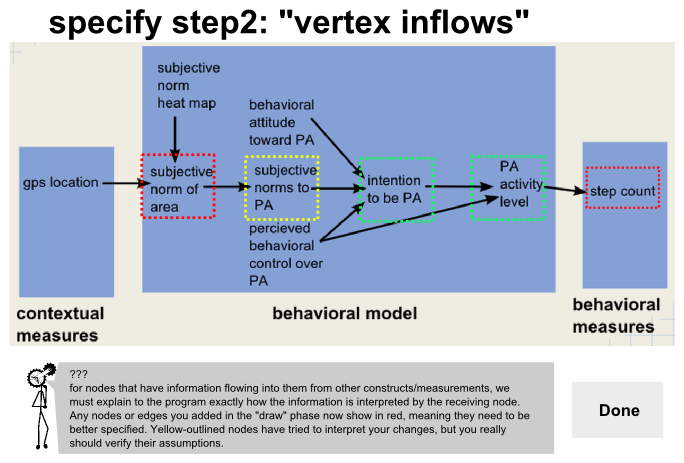 specify step2: "vertex inflows"
subjective
norm
heat map
behavioral
attitude
toward PA
gps location
subjective
norm of
area
subjective
norms to
PA
intention
to be PA
PA
activity
level
step count
percieved
behavioral
control over
PA
contextual
measures
behavioral model
behavioral
measures
???
for nodes that have information flowing into them from other constructs/measurements, we
must explain to the program exactly how the information is interpreted by the receiving node.
Any nodes or edges you added in the "draw" phase now show in red, meaning they need to be
better specified. Yellow-outlined nodes have tried to interpret your changes, but you really
should verify their assumptions.
Done